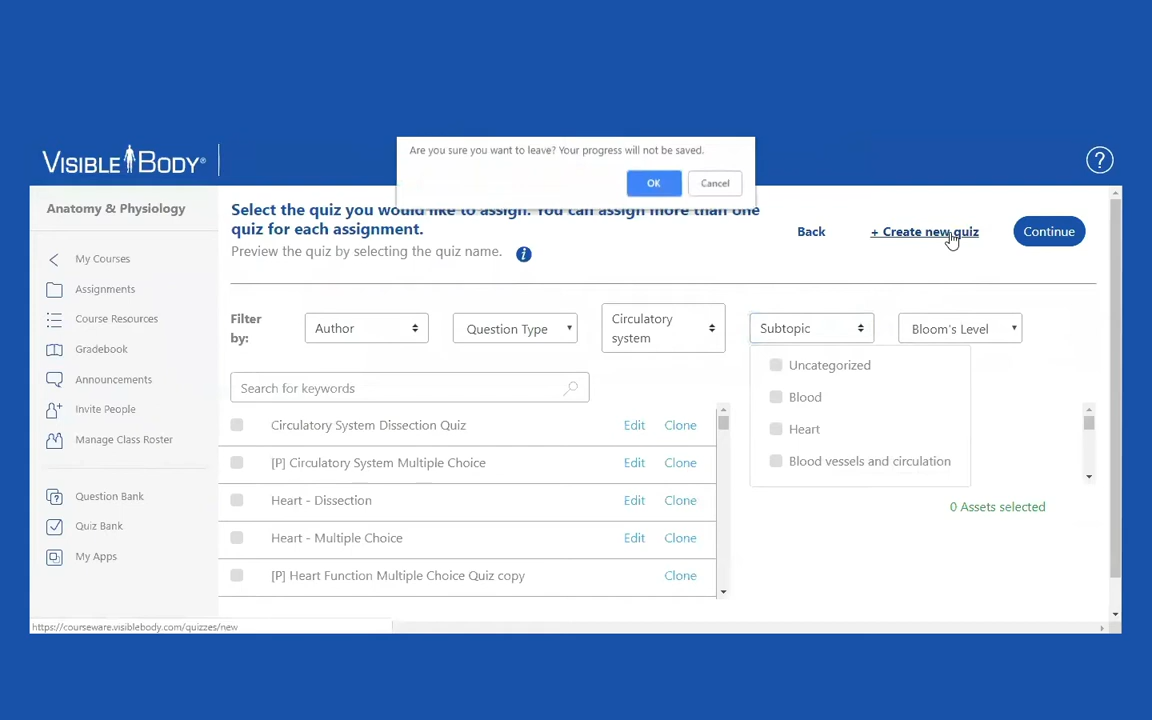 Are you sure you want to leave? Your progress will not be saved.
OK
Cancel
VISIBLE BODY®
?
Anatomy & Physiology
My Courses
Assignments
Course Resources
Gradebook
Announcements
Invite People
Manage Class Roster
Question Bank
Quiz Bank
My Apps
Select the quiz you would like to assign. You can assign more than one
quiz for each assignment.
Preview the quiz by selecting the quiz name.
i
Back
+ Create new quiz
Continue
Filter
by:
Author
Question Type
Circulatory
system
Subtopic
Bloom's Level
Uncategorized
Blood
Heart
Blood vessels and circulation
Search for keywords
Circulatory System Dissection Quiz Edit Clone
[P] Circulatory System Multiple Choice Edit Clone
Heart - Dissection Edit Clone
Heart - Multiple Choice Edit Clone
[P] Heart Function Multiple Choice Quiz copy Clone
0 Assets selected
https://courseware.visiblebody.com/quizzes/new